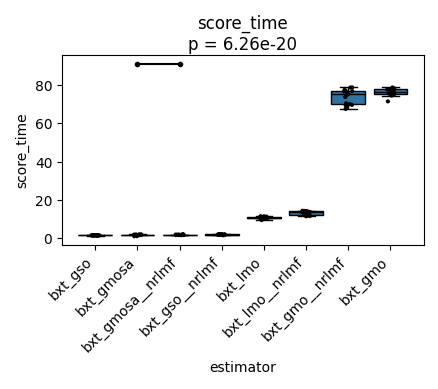 score_time
p = 6.26e-20
score_time
80
60
40
20
0
bxt_gso
bxt_gmosa
bxt_gmosa__nrlmf
bxt_gso__nrlmf
bxt_lmo
bxt_lmo__nrlmf
bxt_gmo__nrlmf
bxt_gmo
estimator